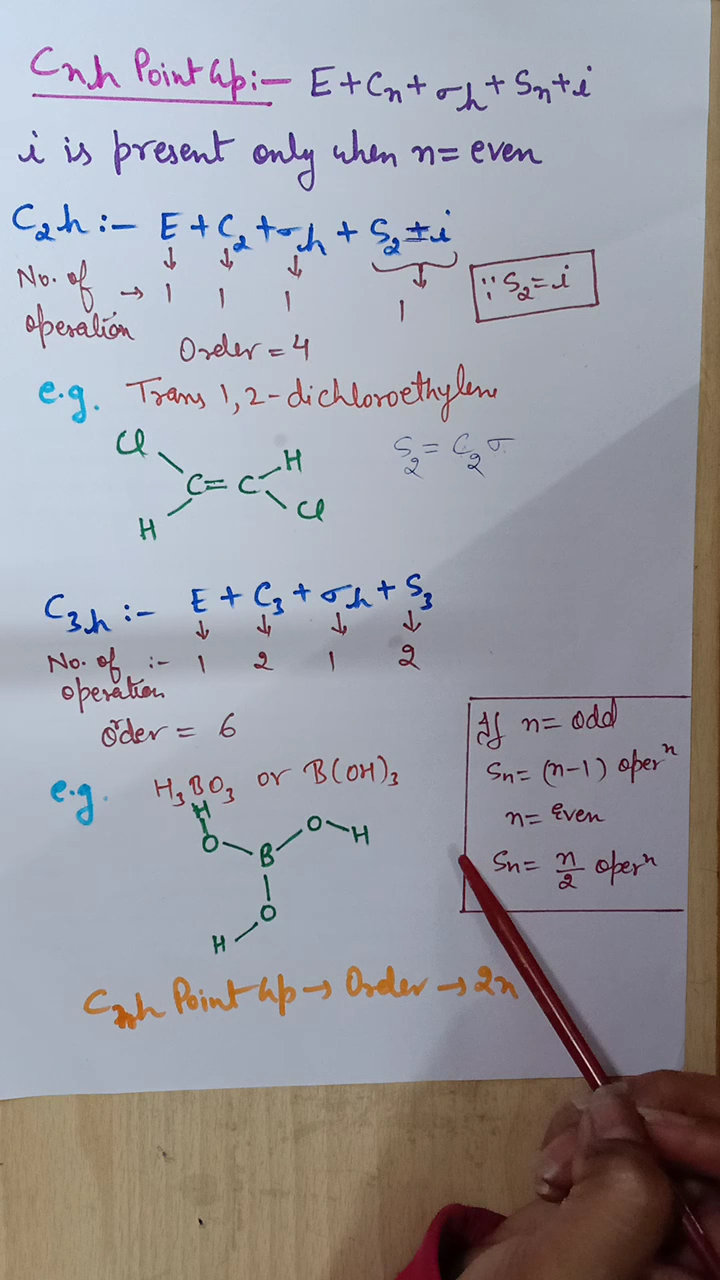 Cnh Point Gp:- E + Cn + σh + Sn + i
i is present only when n = even
C2h :- E + C2 + σh + S2 = i
↓ ↓ ↓ ↓
No. of operation → 1 1 1 1
∵ S2 = i
Order = 4
e.g. Trans 1,2-dichloroethylene
S2 = C2 σ
Cl H
C = C
H Cl
C3h :- E + C3 + σh + S3
↓ ↓ ↓ ↓
No. of operation :- 1 2 1 2
order = 6
e.g. H3BO3 or B(OH)3
H
O B O H
O
H
If n = odd
Sn = (n-1) operⁿ
n = Even
Sn = n/2 operⁿ
Cnh Point Gp → Order → 2n